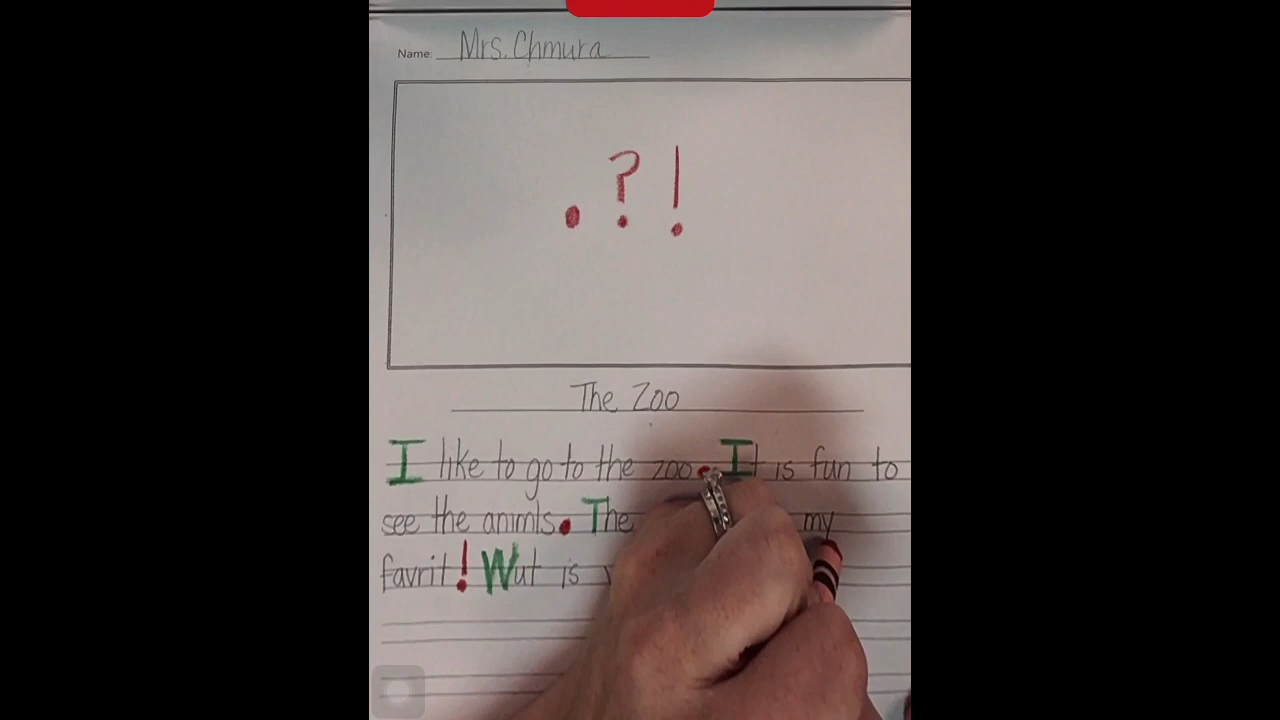 Name: Mrs. Chmura
. ? !
The Zoo
I like to go to the zoo. It is fun to
see the animls. The my
favrit! Wut is